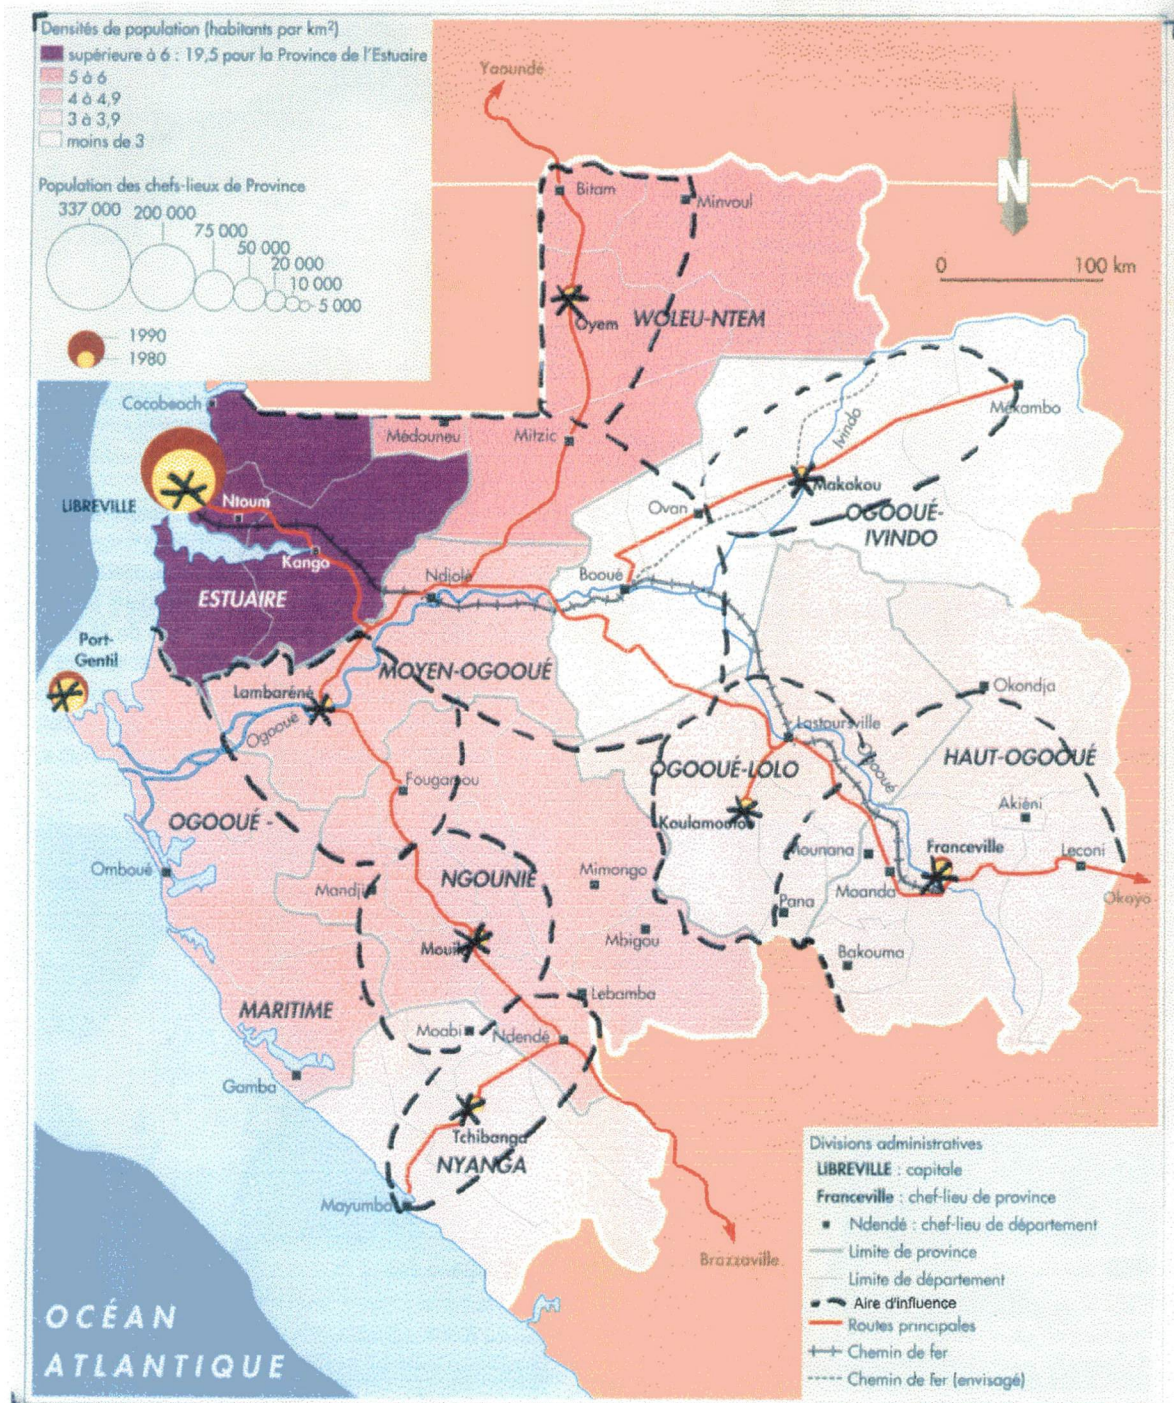 Densités de population (habitants par km²)
supérieure à 6 : 19,5 pour la Province de l'Estuaire
5 à 6
4 à 4,9
3 à 3,9
moins de 3
Population des chefs-lieux de Province
337 000
200 000
75 000
50 000
20 000
10 000
5 000
1990
1980
Yaoundé
N
0 100 km
Bitam
Minvoul
Oyem
WOLEU-NTEM
Cocobeach
Médouneu
Mitzic
Mékambo
Ivindo
Makokou
LIBREVILLE
Ntoum
Ovan
OGOOUÉ-
IVINDO
Kango
ESTUAIRE
Ndjolé
Booué
Port-
Gentil
MOYEN-OGOOUÉ
Lambaréné
Ogooué
Okondja
Lastoursville
Ogooué
OGOOUÉ-LOLO
HAUT-OGOOUÉ
Fougamou
Akiéni
Koulamoutou
OGOOUÉ -
Omboué
Mounana
Franceville
Leconi
Mandji
NGOUNIÉ
Mimongo
Moanda
Okoyo
Pana
Mouila
Mbigou
Bakouma
MARITIME
Lebamba
Moabi
Ndendé
Gamba
Tchibanga
NYANGA
Mayumba
Brazzaville
OCÉAN
ATLANTIQUE
Divisions administratives
LIBREVILLE : capitale
Franceville : chef-lieu de province
Ndendé : chef-lieu de département
Limite de province
Limite de département
Aire d'influence
Routes principales
Chemin de fer
Chemin de fer (envisagé)